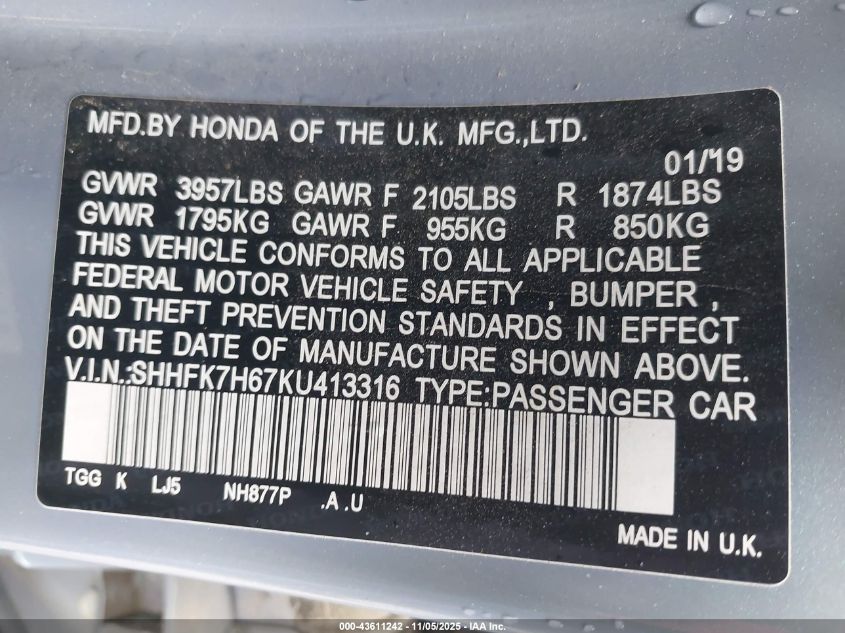 MFD.BY HONDA OF THE U.K. MFG.,LTD.
01/'19
GVWR 3957LBS GAWR F 2105LBS R 1874LBS
GVWR 1795KG GAWR F 955KG R 850KG
THIS VEHICLE CONFORMS TO ALL APPLICABLE
FEDERAL MOTOR VEHICLE SAFETY , BUMPER ,
AND THEFT PREVENTION STANDARDS IN EFFECT
ON THE DATE OF MANUFACTURE SHOWN ABOVE.
V.I.N.:SHHFK7H67KU413316 TYPE:PASSENGER CAR
TGG K LJ5 NH877P .A .U
MADE IN U.K.
000-43611242 - 11/05/2025 - © IAA, Inc.